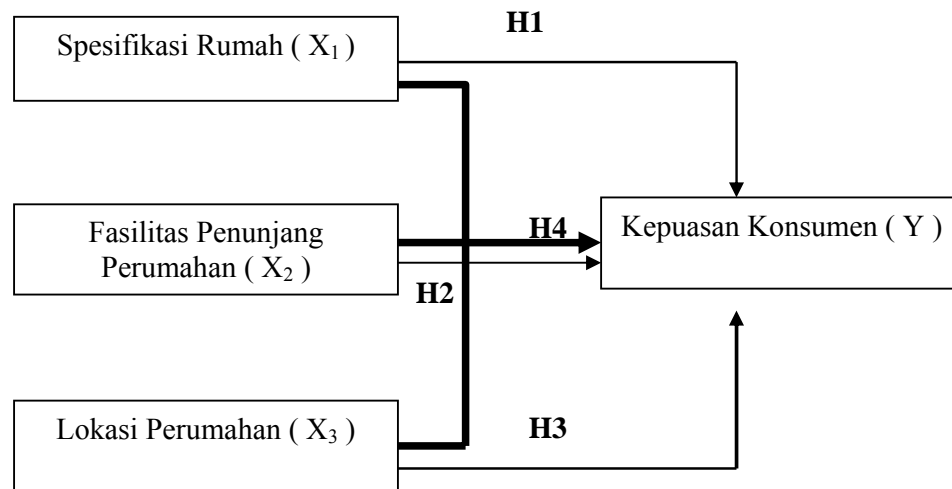 H1
Spesifikasi Rumah ( X₁ )
Fasilitas Penunjang
Perumahan ( X₂ )
H4
Kepuasan Konsumen ( Y )
H2
Lokasi Perumahan ( X₃ )
H3